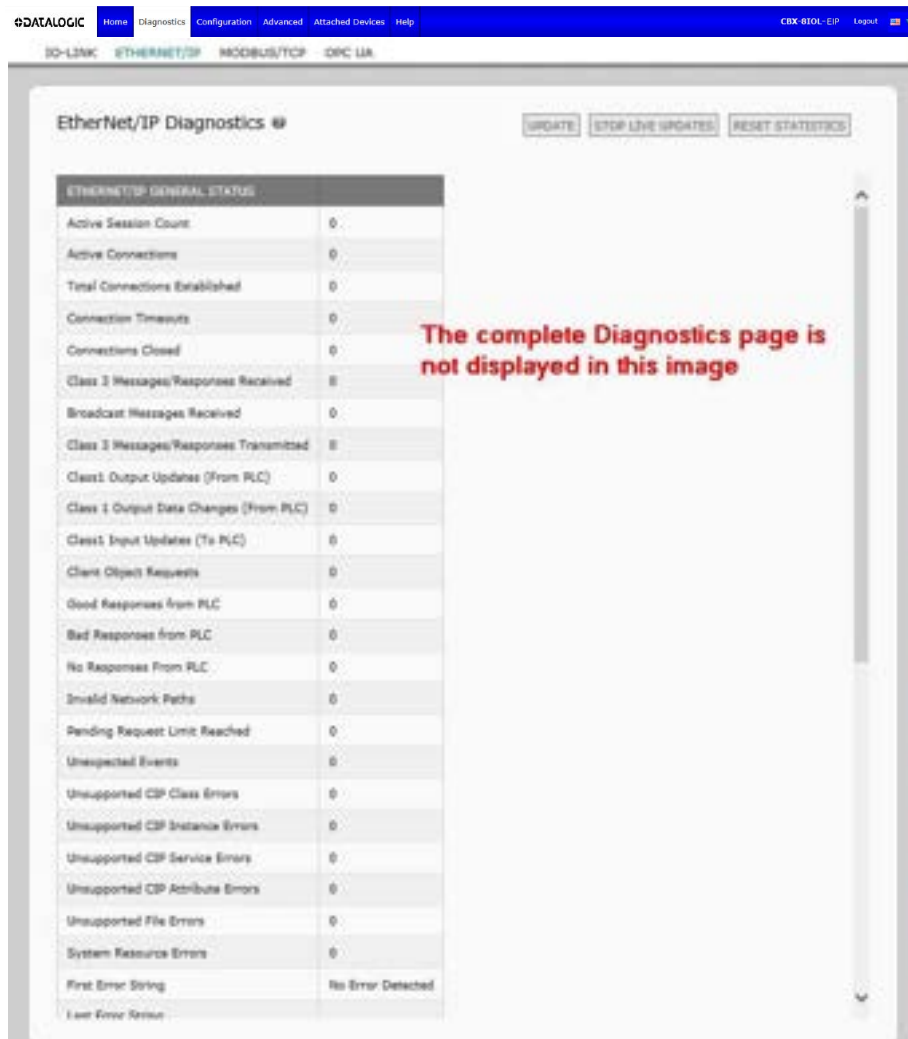 DATALOGIC Home Diagnostics Configuration Advanced Attached Devices Help CBX-8IOL-EIP Logout
IO-LINK ETHERNET/IP MODBUS/TCP OPC UA
EtherNet/IP Diagnostics UPDATE STOP LIVE UPDATES RESET STATISTICS
ETHERNET/IP GENERAL STATUS
Active Session Count 0
Active Connections 0
Total Connections Established 0
Connection Timeouts 0
Connections Closed 0
Class 3 Messages/Responses Received 0
Broadcast Messages Received 0
Class 3 Messages/Responses Transmitted 0
Class1 Output Updates (From PLC) 0
Class 1 Output Data Changes (From PLC) 0
Class1 Input Updates (To PLC) 0
Client Object Requests 0
Good Responses from PLC 0
Bad Responses from PLC 0
No Responses From PLC 0
Invalid Network Paths 0
Pending Request Limit Reached 0
Unexpected Events 0
Unsupported CIP Class Errors 0
Unsupported CIP Instance Errors 0
Unsupported CIP Service Errors 0
Unsupported CIP Attribute Errors 0
Unsupported File Errors 0
System Resource Errors 0
First Error String No Error Detected
Last Error String
The complete Diagnostics page is
not displayed in this image